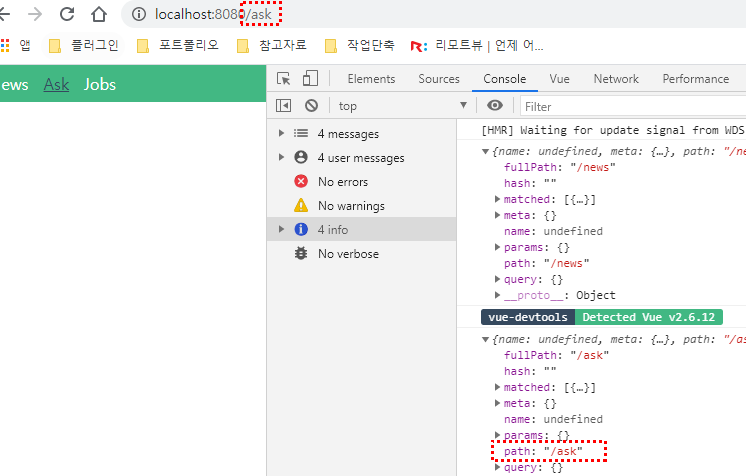 localhost:8080/ask
앱 플러그인 포트폴리오 참고자료 작업단축 리모트뷰 | 언제 어...
ews Ask Jobs
Elements Sources Console Vue Network Performance
top Filter
4 messages
4 user messages
No errors
No warnings
4 info
No verbose
[HMR] Waiting for update signal from WDS
{name: undefined, meta: {…}, path: "/ne
fullPath: "/news"
hash: ""
matched: [{…}]
meta: {}
name: undefined
params: {}
path: "/news"
query: {}
__proto__: Object
vue-devtools Detected Vue v2.6.12
{name: undefined, meta: {…}, path: "/as
fullPath: "/ask"
hash: ""
matched: [{…}]
meta: {}
name: undefined
params: {}
path: "/ask"
query: {}